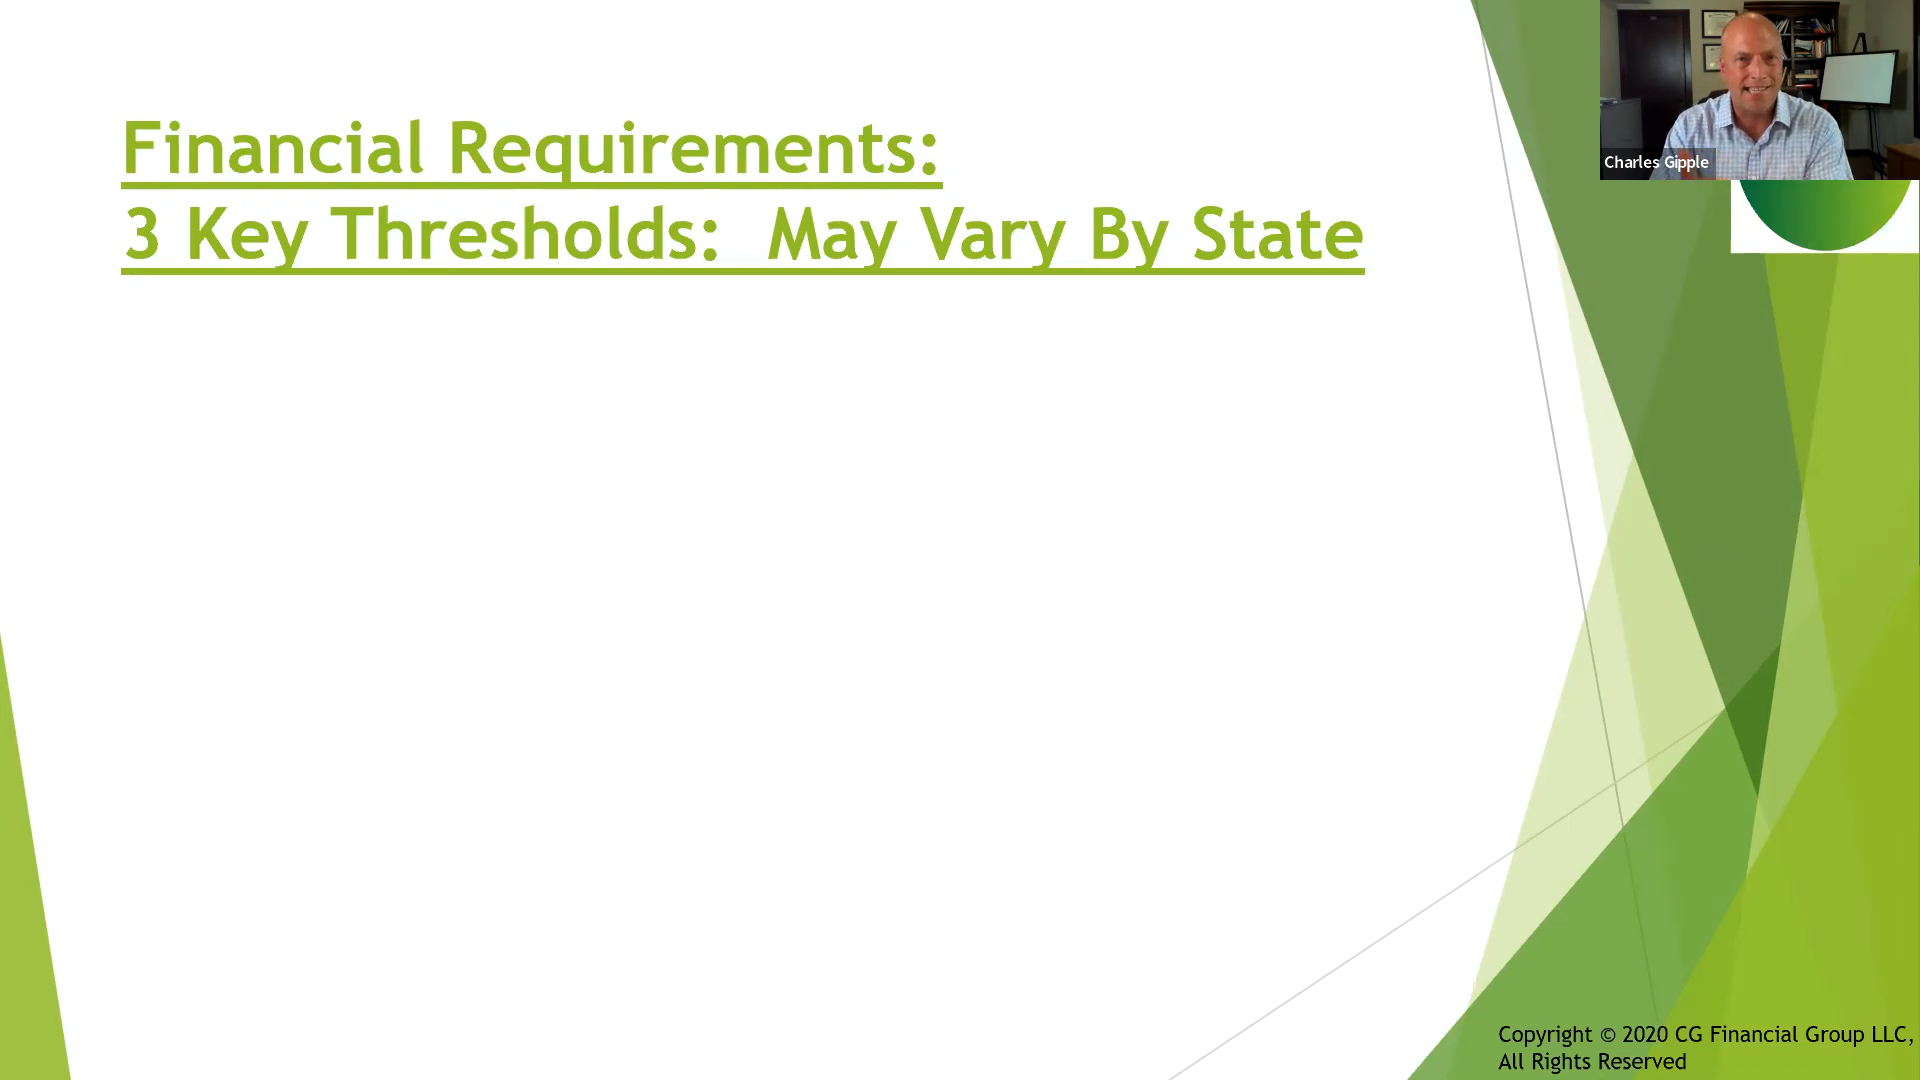 Financial Requirements:
3 Key Thresholds:  May Vary By State
Charles Gipple
Copyright © 2020 CG Financial Group LLC,
All Rights Reserved